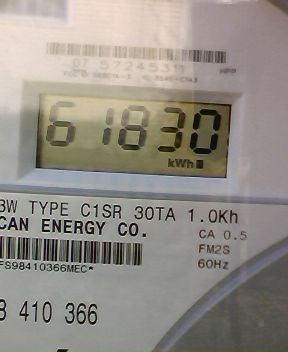 07 5724531
61830
kWh
3W TYPE C1SR 30TA 1.0Kh
CAN ENERGY CO.
CA 0.5
FM2S
60Hz
FS98410366MEC*
410 366